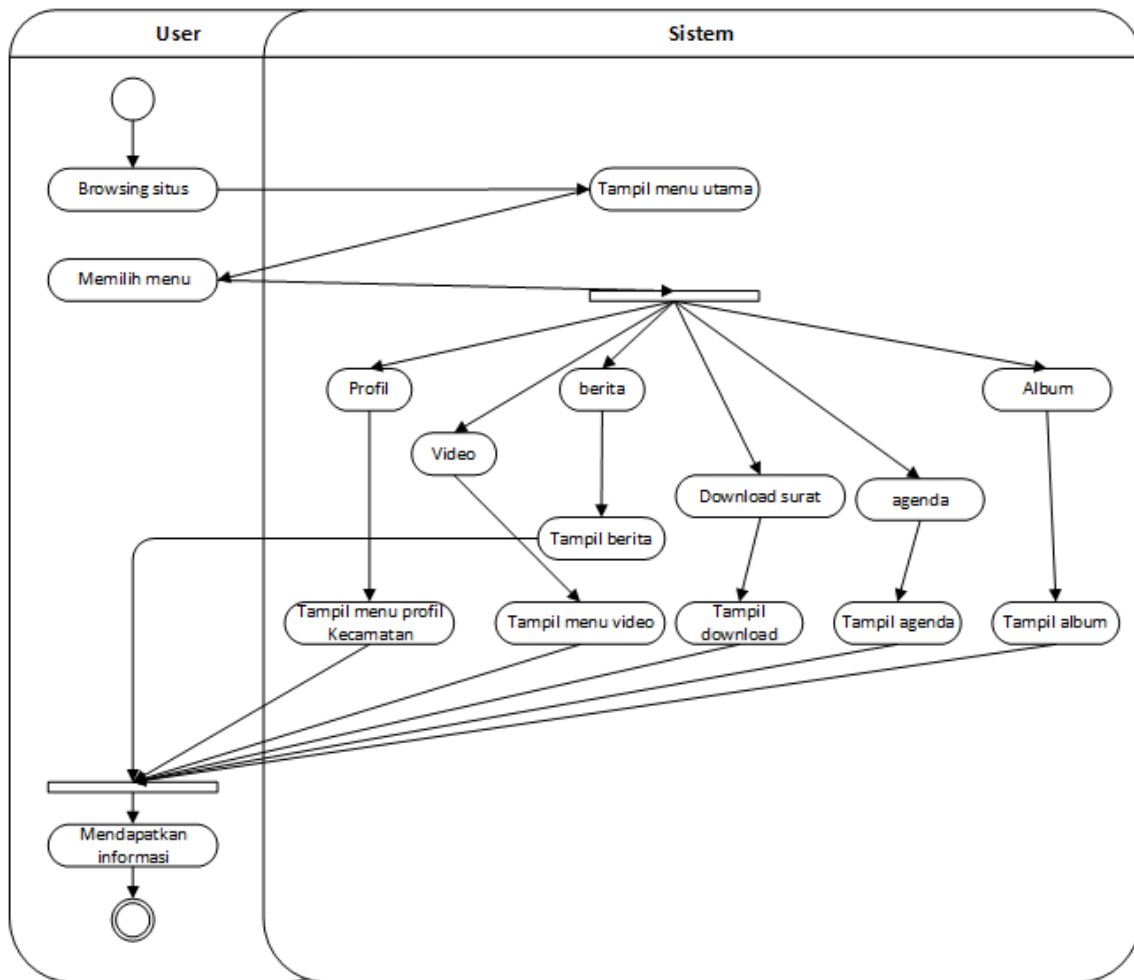 User
Sistem
Browsing situs
Tampil menu utama
Memilih menu
Profil
berita
Album
Video
Download surat
agenda
Tampil berita
Tampil menu profil
Kecamatan
Tampil menu video
Tampil
download
Tampil agenda
Tampil album
Mendapatkan
informasi